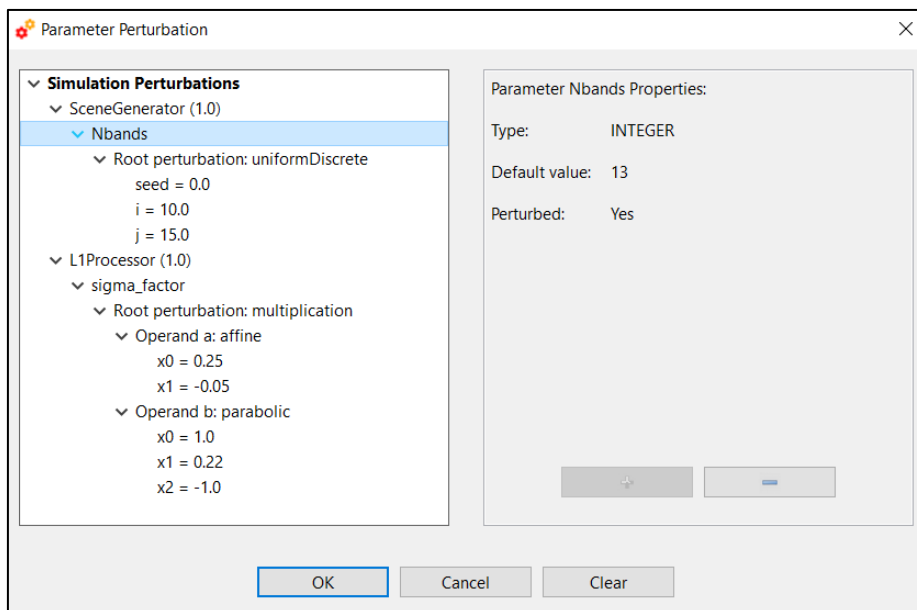 Parameter Perturbation
Simulation Perturbations
SceneGenerator (1.0)
Nbands
Root perturbation: uniformDiscrete
seed = 0.0
i = 10.0
j = 15.0
L1Processor (1.0)
sigma_factor
Root perturbation: multiplication
Operand a: affine
x0 = 0.25
x1 = -0.05
Operand b: parabolic
x0 = 1.0
x1 = 0.22
x2 = -1.0
Parameter Nbands Properties:
Type: INTEGER
Default value: 13
Perturbed: Yes
OK Cancel Clear